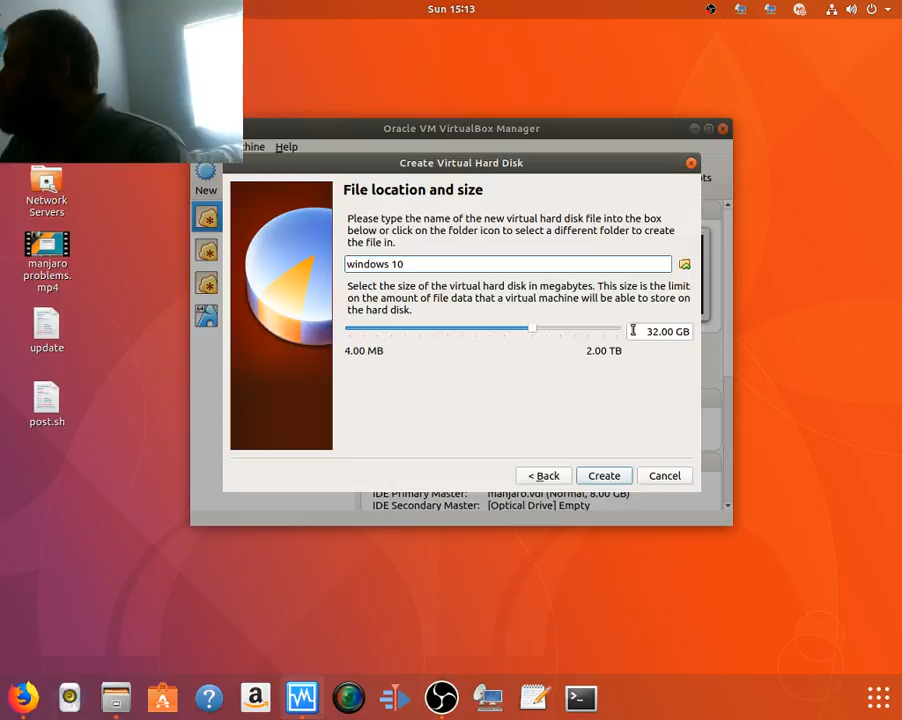 Sun 15:13
Oracle VM VirtualBox Manager
hine Help
Create Virtual Hard Disk
New
File location and size
Please type the name of the new virtual hard disk file into the box
below or click on the folder icon to select a different folder to create
the file in.
windows 10
Select the size of the virtual hard disk in megabytes. This size is the limit
on the amount of file data that a virtual machine will be able to store on
the hard disk.
32.00 GB
4.00 MB
2.00 TB
< Back
Create
Cancel
IDE Primary Master: manjaro.vdi (Normal, 8.00 GB)
IDE Secondary Master: [Optical Drive] Empty
Network
Servers
manjaro
problems.
mp4
update
post.sh